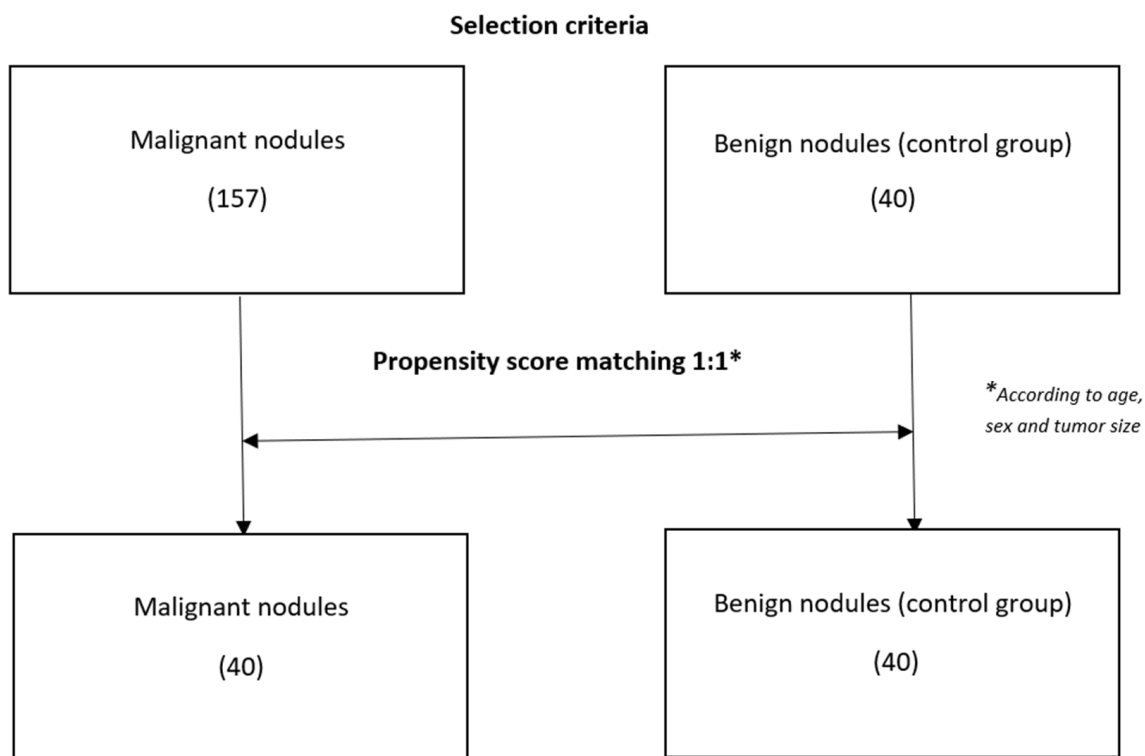 Selection criteria
Malignant nodules
(157)
Benign nodules (control group)
(40)
Propensity score matching 1:1*
*According to age,
sex and tumor size
Malignant nodules
(40)
Benign nodules (control group)
(40)